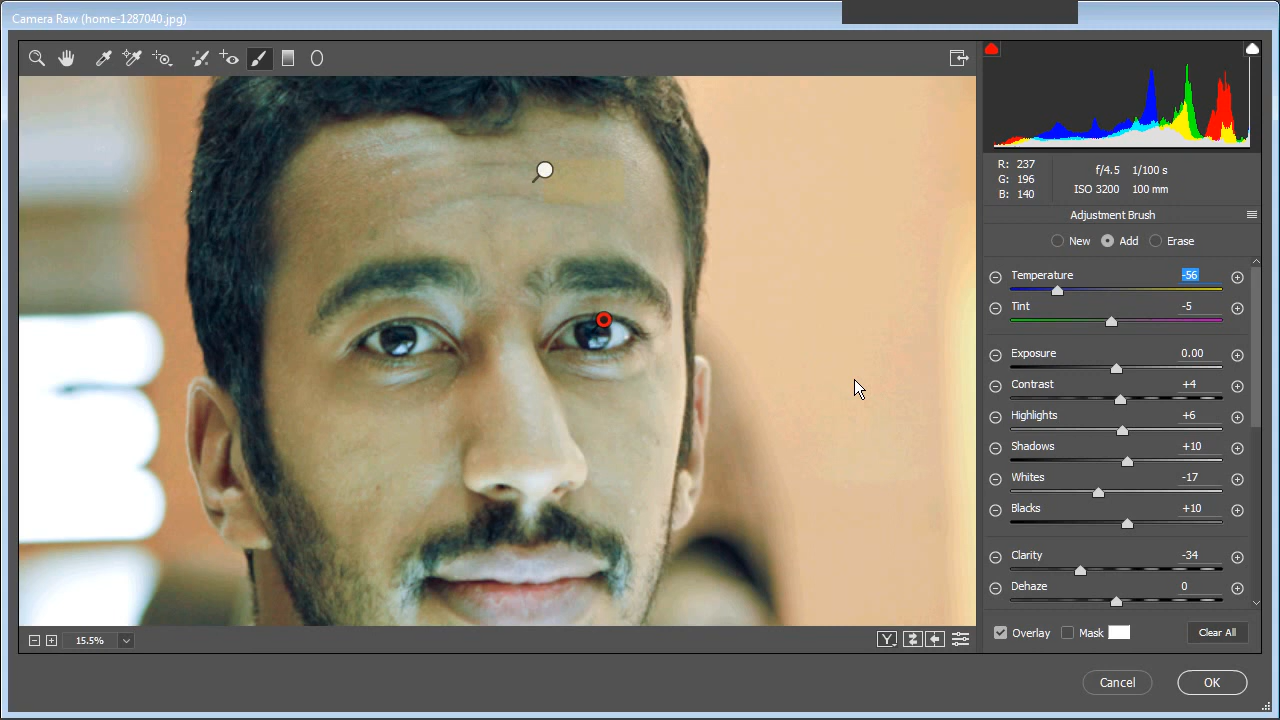 Camera Raw (home-1287040.jpg)
R: 237
G: 196
B: 140
f/4.5 1/100 s
ISO 3200 100 mm
Adjustment Brush
New Add Erase
Temperature -56
Tint -5
Exposure 0.00
Contrast +4
Highlights +6
Shadows +10
Whites -17
Blacks +10
Clarity -34
Dehaze 0
15.5% Y Overlay Mask Clear All
Cancel OK